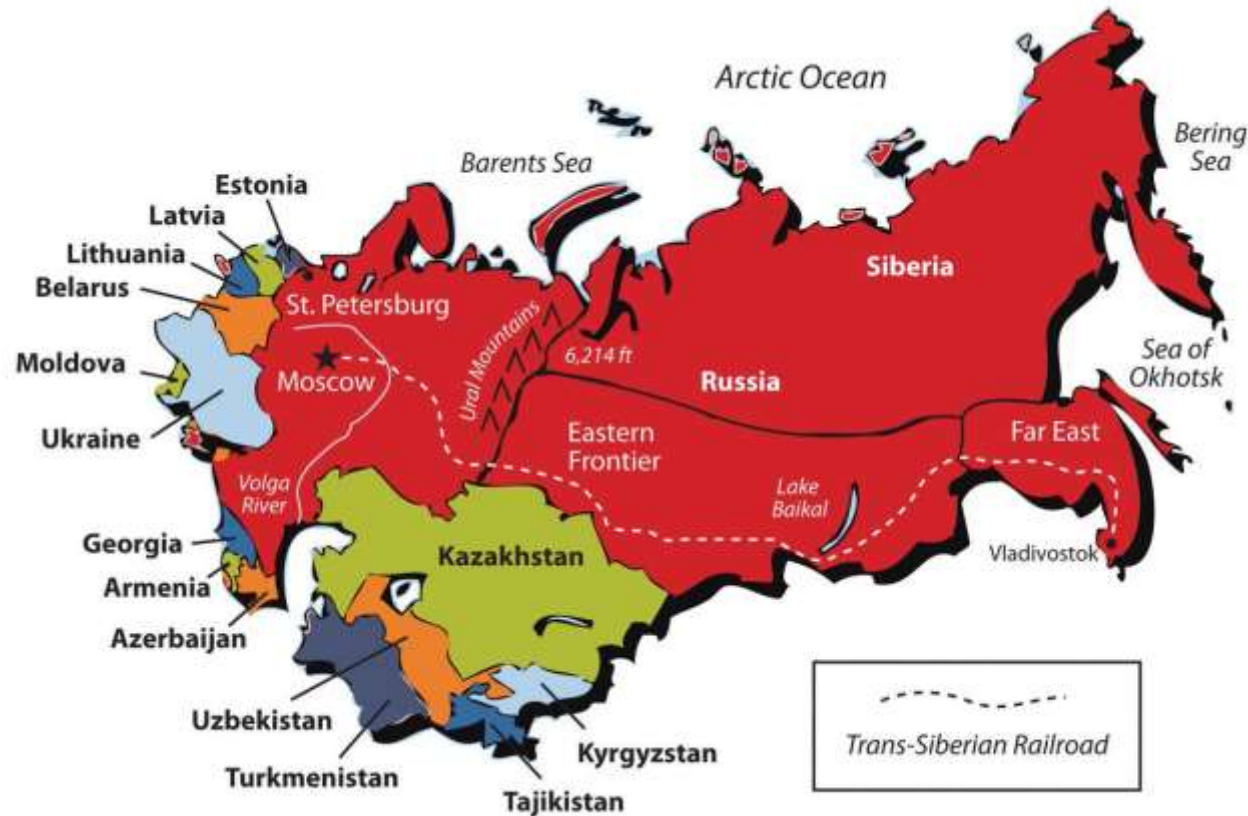 Arctic Ocean
Bering
Sea
Barents Sea
Estonia
Latvia
Lithuania
Belarus
St. Petersburg
Siberia
Ural Mountains
6,214 ft
Sea of
Okhotsk
Moldova
Moscow
Russia
Ukraine
Eastern
Frontier
Far East
Volga
River
Lake
Baikal
Georgia
Kazakhstan
Vladivostok
Armenia
Azerbaijan
Uzbekistan
Kyrgyzstan
Turkmenistan
Tajikistan
Trans-Siberian Railroad